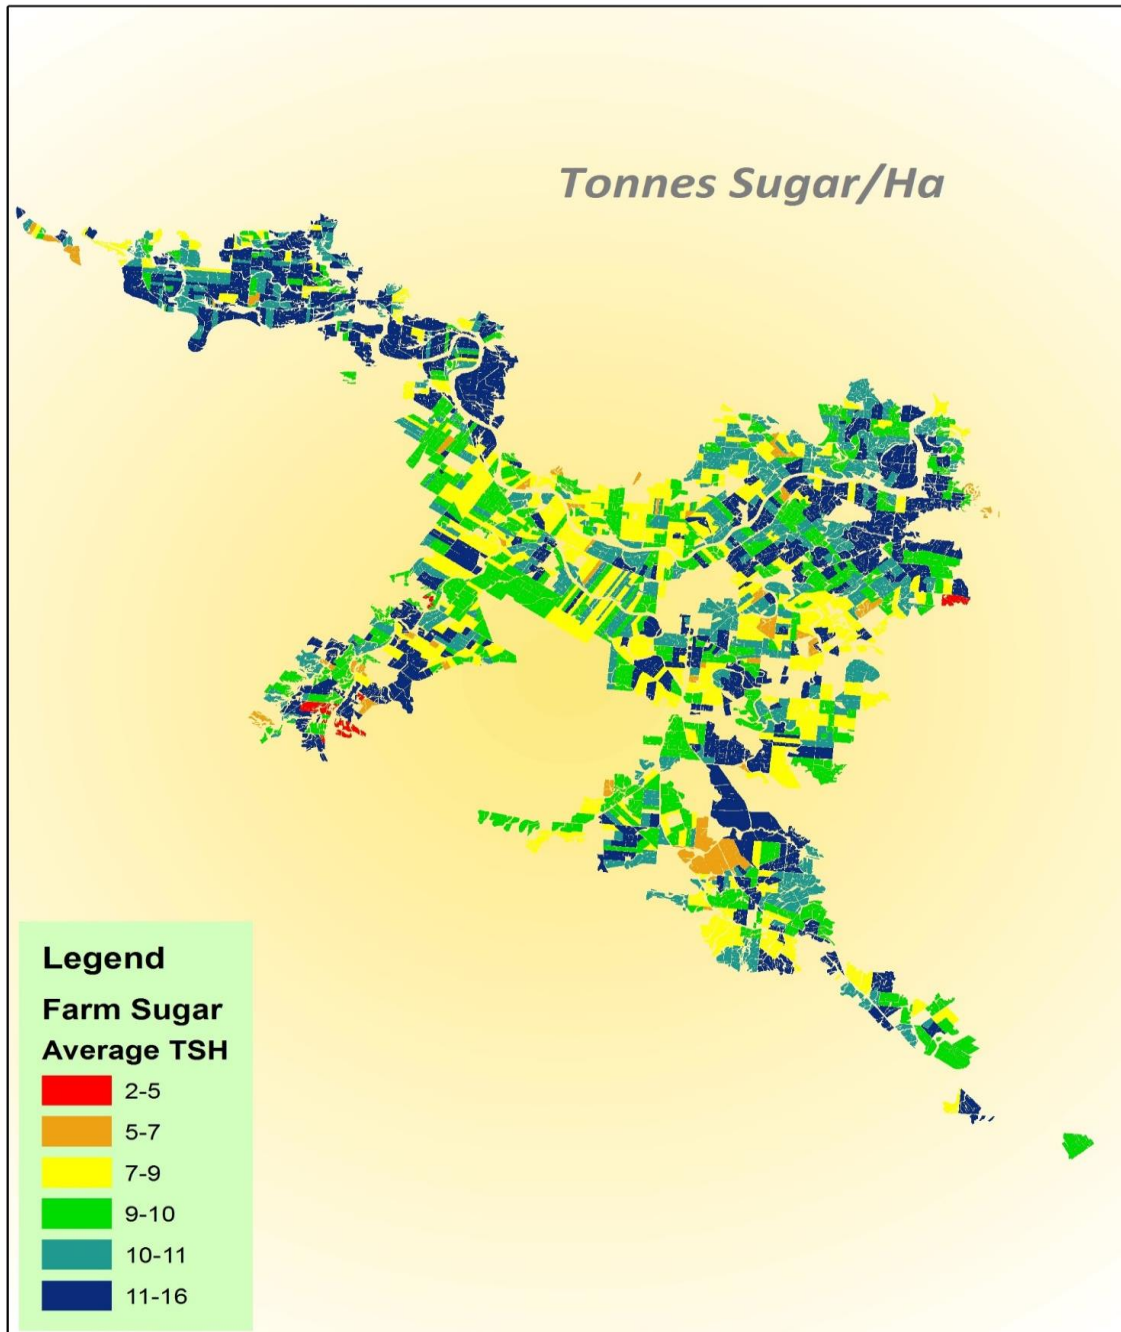 Tonnes Sugar/Ha
Legend
Farm Sugar
Average TSH
2-5
5-7
7-9
9-10
10-11
11-16